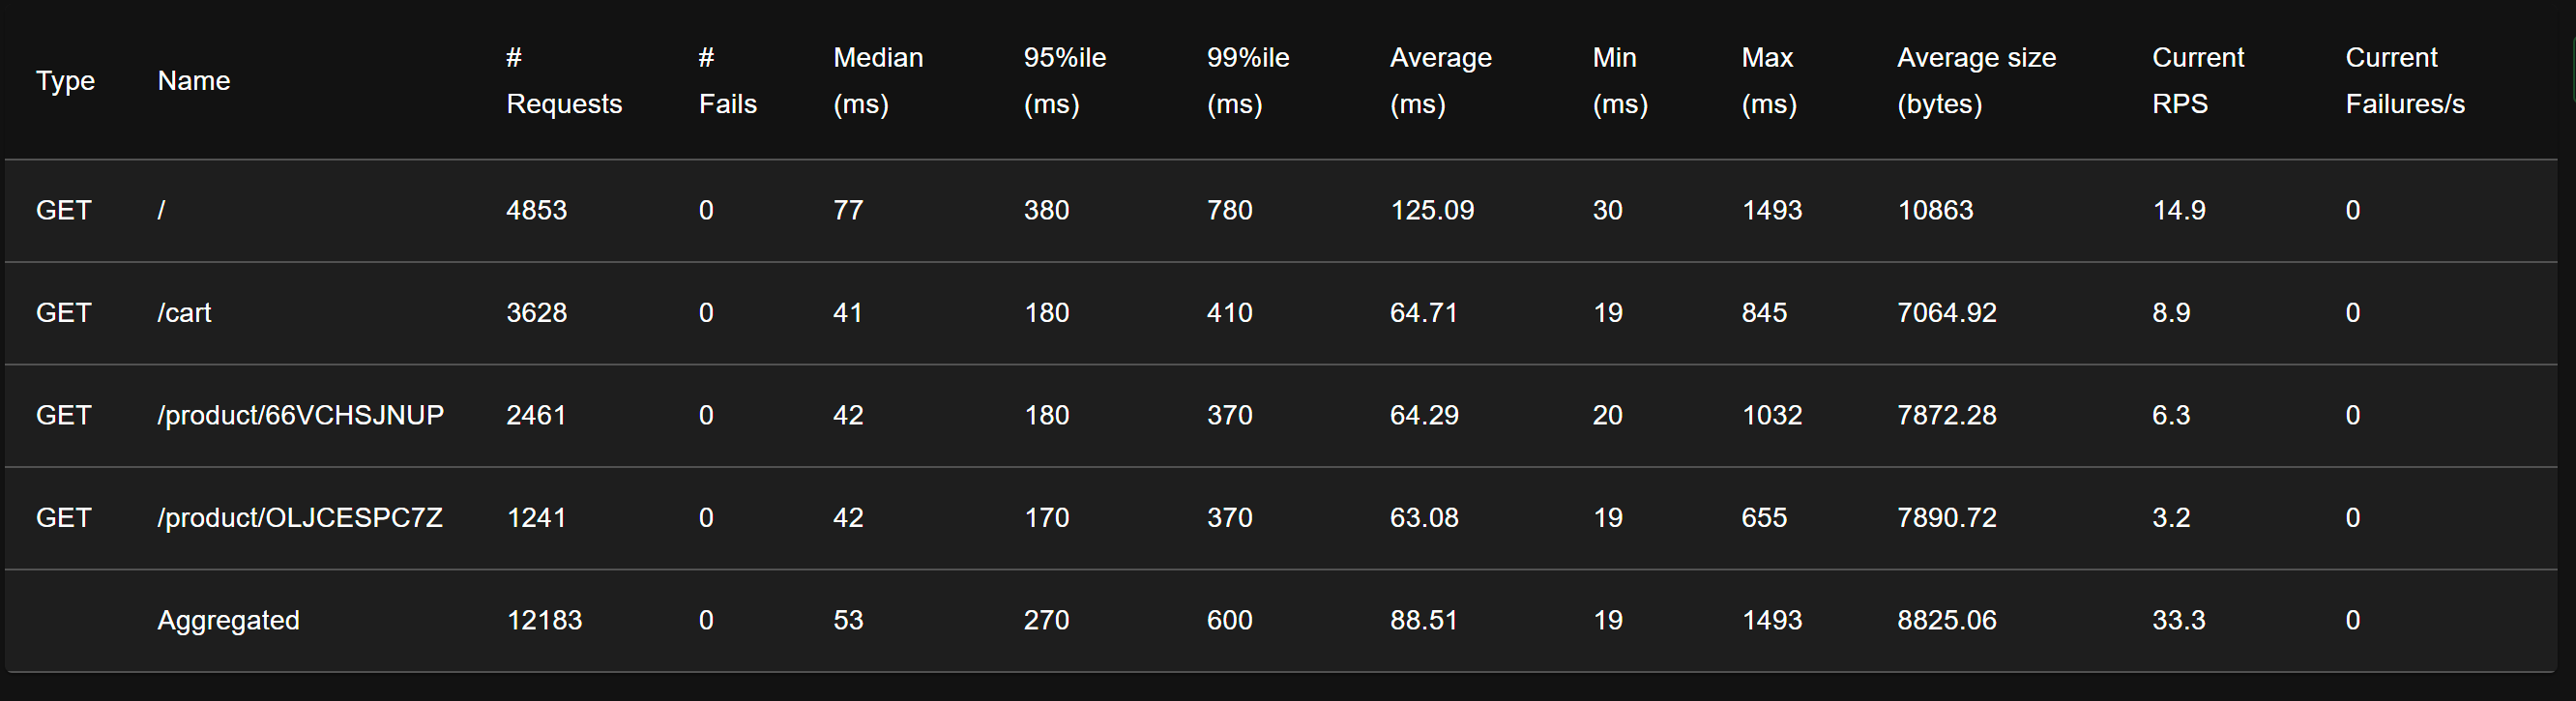 Type Name # Requests # Fails Median (ms) 95%ile (ms) 99%ile (ms) Average (ms) Min (ms) Max (ms) Average size (bytes) Current RPS Current Failures/s
GET / 4853 0 77 380 780 125.09 30 1493 10863 14.9 0
GET /cart 3628 0 41 180 410 64.71 19 845 7064.92 8.9 0
GET /product/66VCHSJNUP 2461 0 42 180 370 64.29 20 1032 7872.28 6.3 0
GET /product/OLJCESPC7Z 1241 0 42 170 370 63.08 19 655 7890.72 3.2 0
Aggregated 12183 0 53 270 600 88.51 19 1493 8825.06 33.3 0